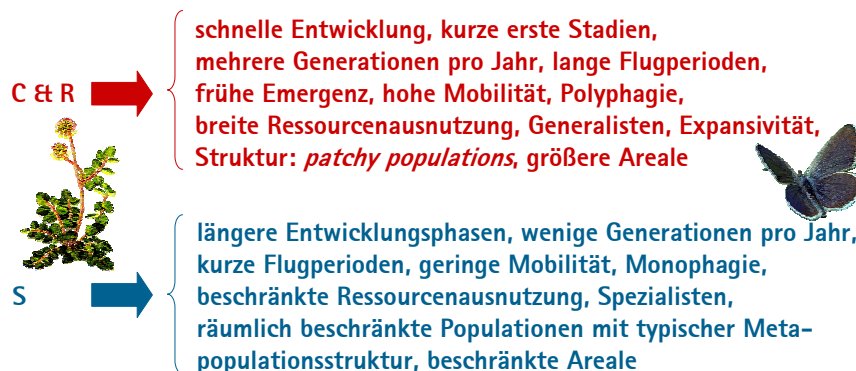 schnelle Entwicklung, kurze erste Stadien,
mehrere Generationen pro Jahr, lange Flugperioden,
C & R frühe Emergenz, hohe Mobilität, Polyphagie,
breite Ressourcenausnutzung, Generalisten, Expansivität,
Struktur: patchy populations, größere Areale
längere Entwicklungsphasen, wenige Generationen pro Jahr,
kurze Flugperioden, geringe Mobilität, Monophagie,
S beschränkte Ressourcenausnutzung, Spezialisten,
räumlich beschränkte Populationen mit typischer Meta-
populationsstruktur, beschränkte Areale